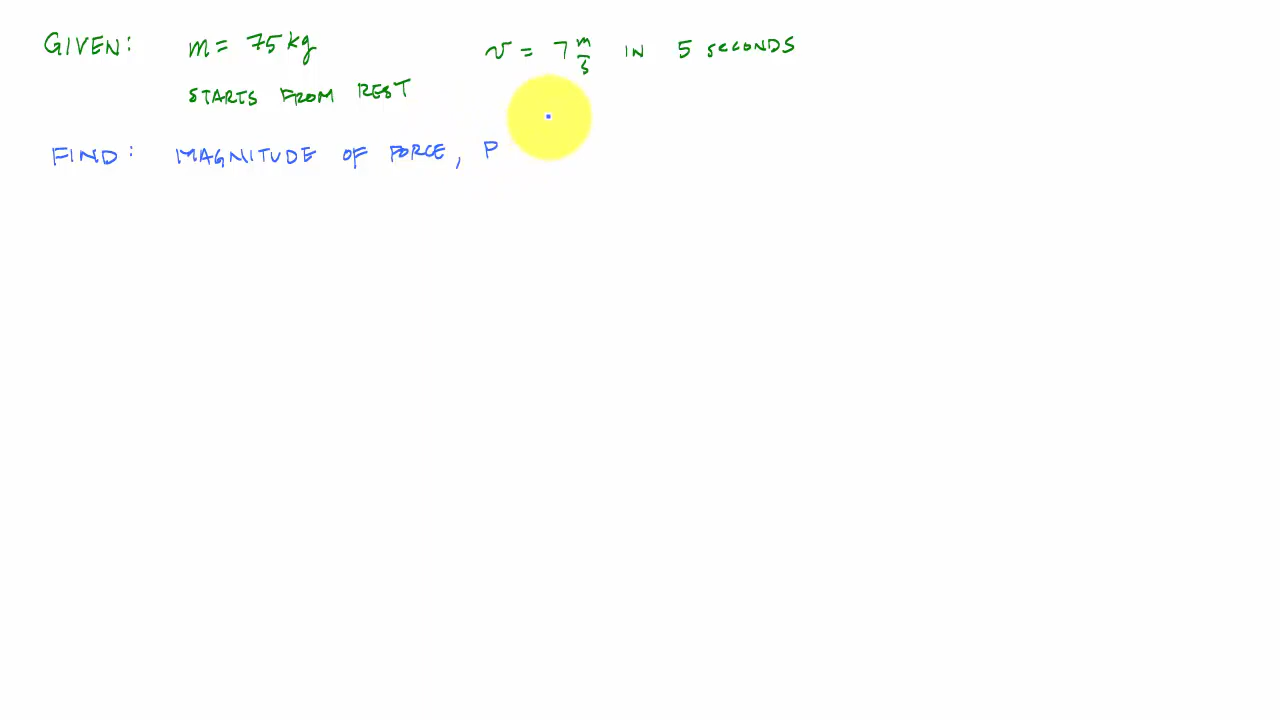 GIVEN: m = 75 kg v = 7 m/s IN 5 SECONDS
STARTS FROM REST
FIND: MAGNITUDE OF FORCE, P